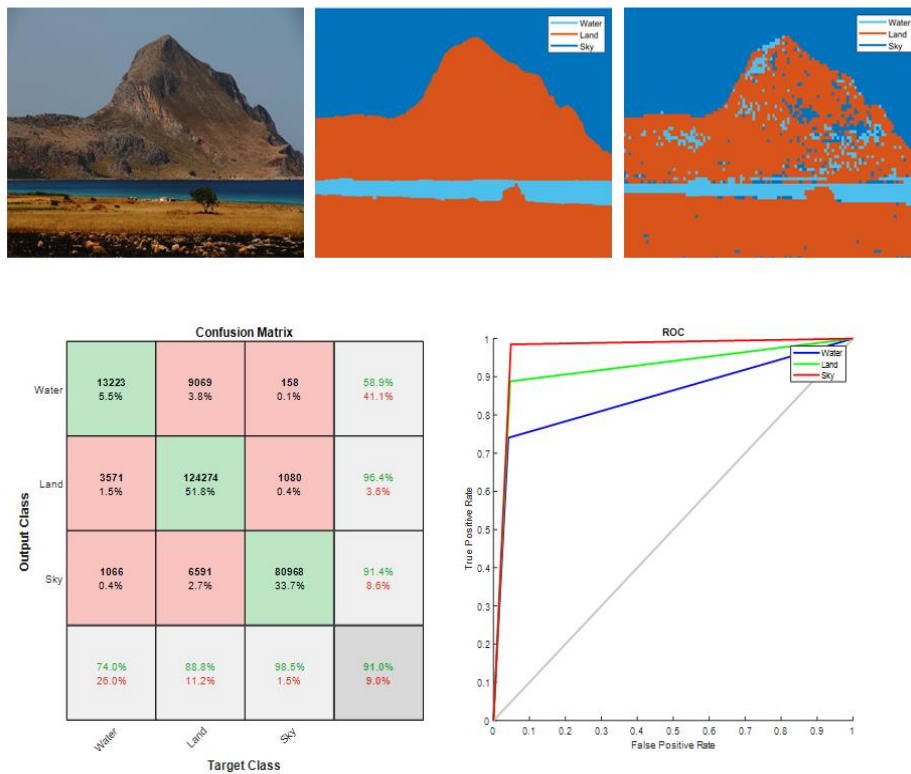 Water
Land
Sky
Water
Land
Sky
Confusion Matrix
Water
13223
5.5%
9069
3.8%
158
0.1%
58.9%
41.1%
Land
3571
1.5%
124274
51.8%
1080
0.4%
96.4%
3.6%
Sky
1066
0.4%
6591
2.7%
80968
33.7%
91.4%
8.6%
74.0%
26.0%
88.8%
11.2%
98.5%
1.5%
91.0%
9.0%
Water
Land
Sky
Target Class
Output Class
ROC
Water
Land
Sky
1
0.9
0.8
0.7
0.6
0.5
0.4
0.3
0.2
0.1
0
0
0.1
0.2
0.3
0.4
0.5
0.6
0.7
0.8
0.9
1
False Positive Rate
True Positive Rate